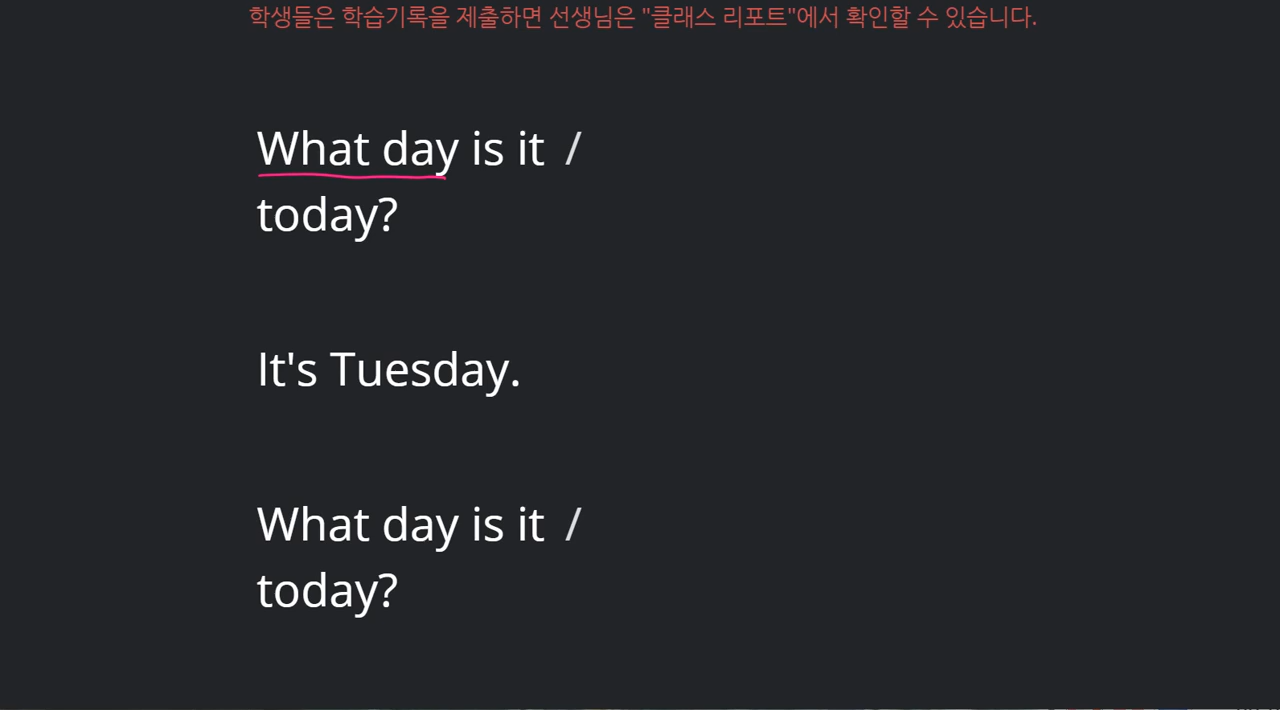 학생들은 학습기록을 제출하면 선생님은 "클래스 리포트"에서 확인할 수 있습니다.
What day is it /
today?
It's Tuesday.
What day is it /
today?